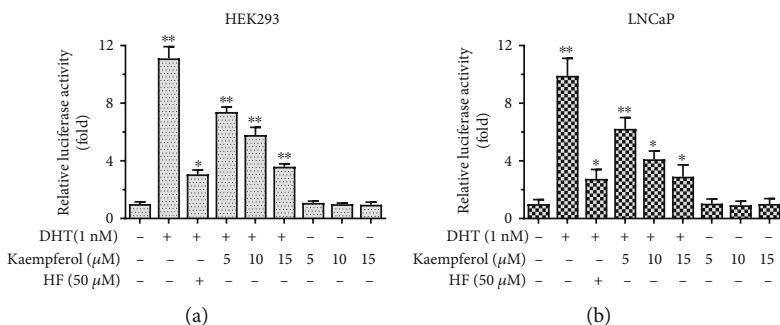 HEK293
12
8
4
0
Relative luciferase activity
(fold)
** ** ** * ** **
DHT(1 nM) – + + + + + – – –
Kaempferol (μM) – – – 5 10 15 5 10 15
HF (50 μM) – – + – – – – – –
(a)
LNCaP
12
8
4
0
Relative luciferase activity
(fold)
** * ** * *
DHT (1 nM) – + + + + + – – –
Kaempferol (μM) – – – 5 10 15 5 10 15
HF (50 μM) – – + – – – – – –
(b)